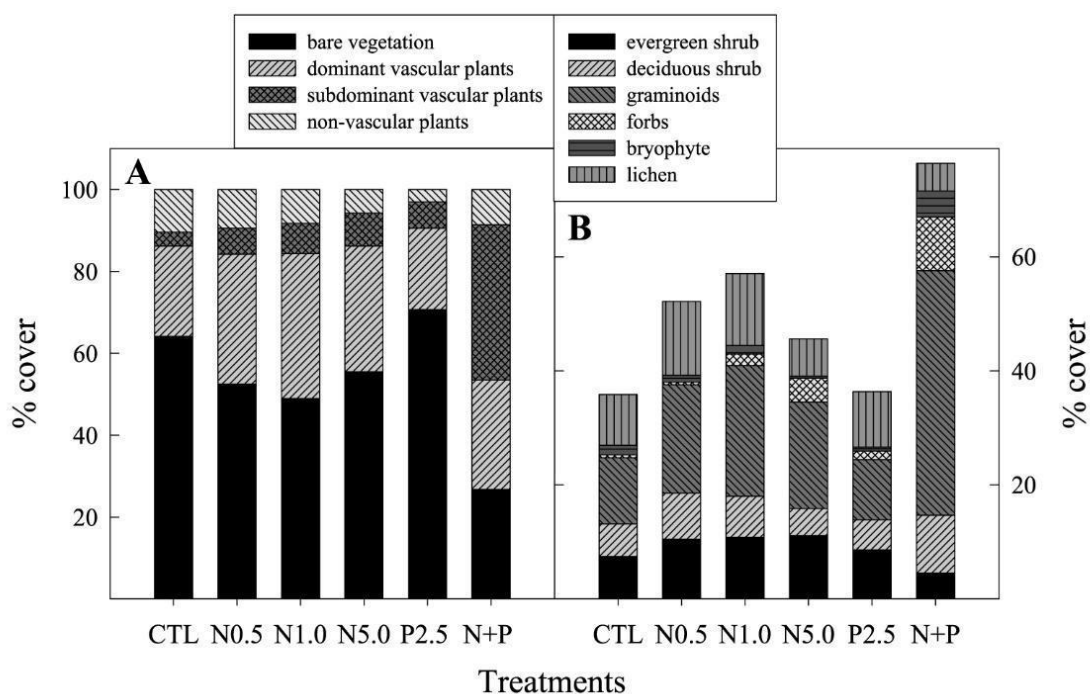 bare vegetation
dominant vascular plants
subdominant vascular plants
non-vascular plants
evergreen shrub
deciduous shrub
graminoids
forbs
bryophyte
lichen
A
B
% cover
100
80
60
40
20
% cover
60
40
20
CTL N0.5 N1.0 N5.0 P2.5 N+P
CTL N0.5 N1.0 N5.0 P2.5 N+P
Treatments